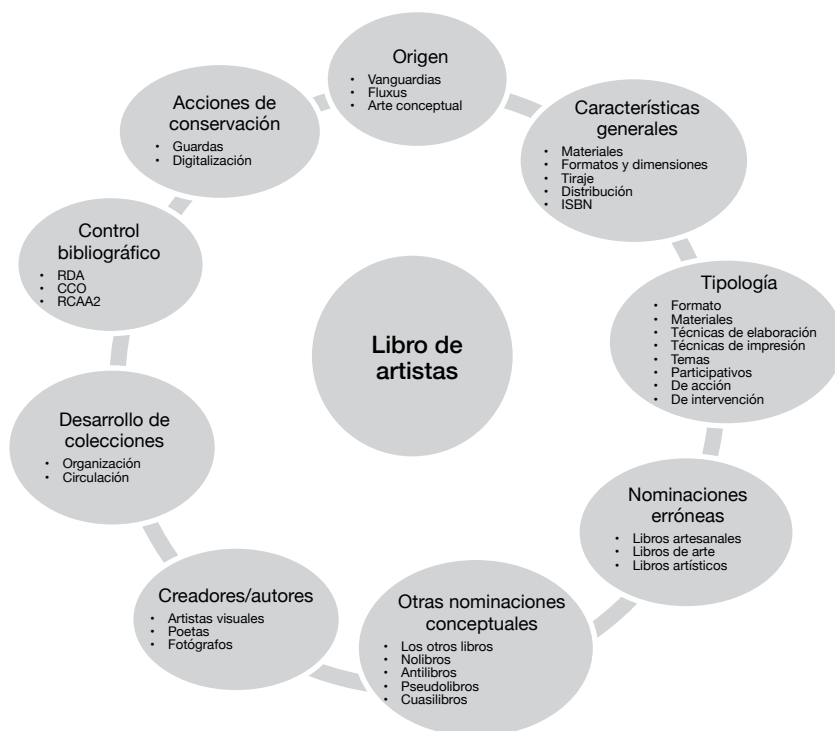 Origen
• Vanguardias
• Fluxus
• Arte conceptual
Características
generales
• Materiales
• Formatos y dimensiones
• Tiraje
• Distribución
• ISBN
Tipología
• Formato
• Materiales
• Técnicas de elaboración
• Técnicas de impresión
• Temas
• Participativos
• De acción
• De intervención
Nominaciones
erróneas
• Libros artesanales
• Libros de arte
• Libros artísticos
Otras nominaciones
conceptuales
• Los otros libros
• Nolibros
• Antilibros
• Pseudolibros
• Cuasilibros
Creadores/autores
• Artistas visuales
• Poetas
• Fotógrafos
Desarrollo de
colecciones
• Organización
• Circulación
Control
bibliográfico
• RDA
• CCO
• RCAA2
Acciones de
conservación
• Guardas
• Digitalización
Libro de
artistas